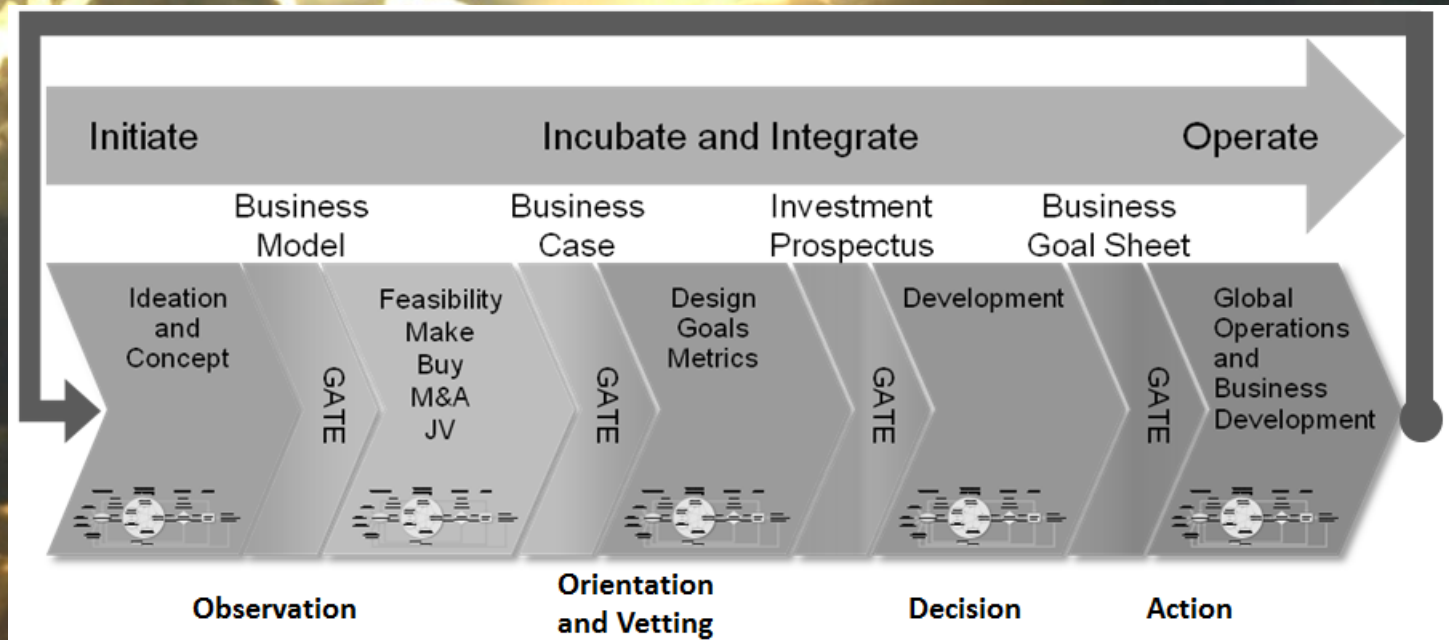 Initiate
Incubate and Integrate
Operate
Business
Model
Business
Case
Investment
Prospectus
Business
Goal Sheet
Ideation
and
Concept
GATE
Feasibility
Make
Buy
M&A
JV
GATE
Design
Goals
Metrics
GATE
Development
GATE
Global
Operations
and
Business
Development
Observation
Orientation
and Vetting
Decision
Action